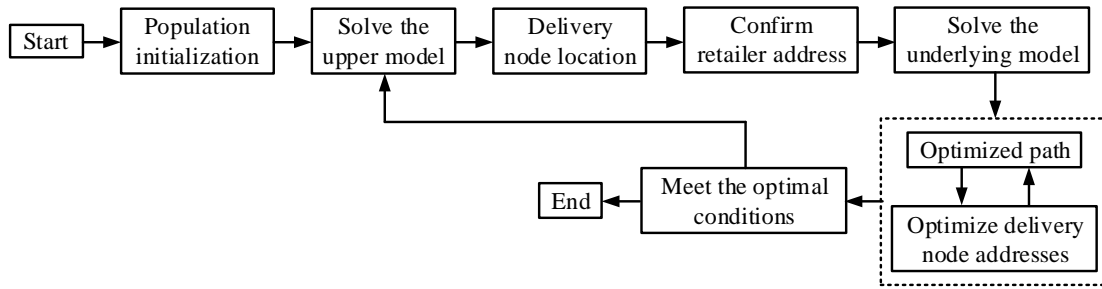 Start
Population
initialization
Solve the
upper model
Delivery
node location
Confirm
retailer address
Solve the
underlying model
Optimized path
Optimize delivery
node addresses
Meet the optimal
conditions
End